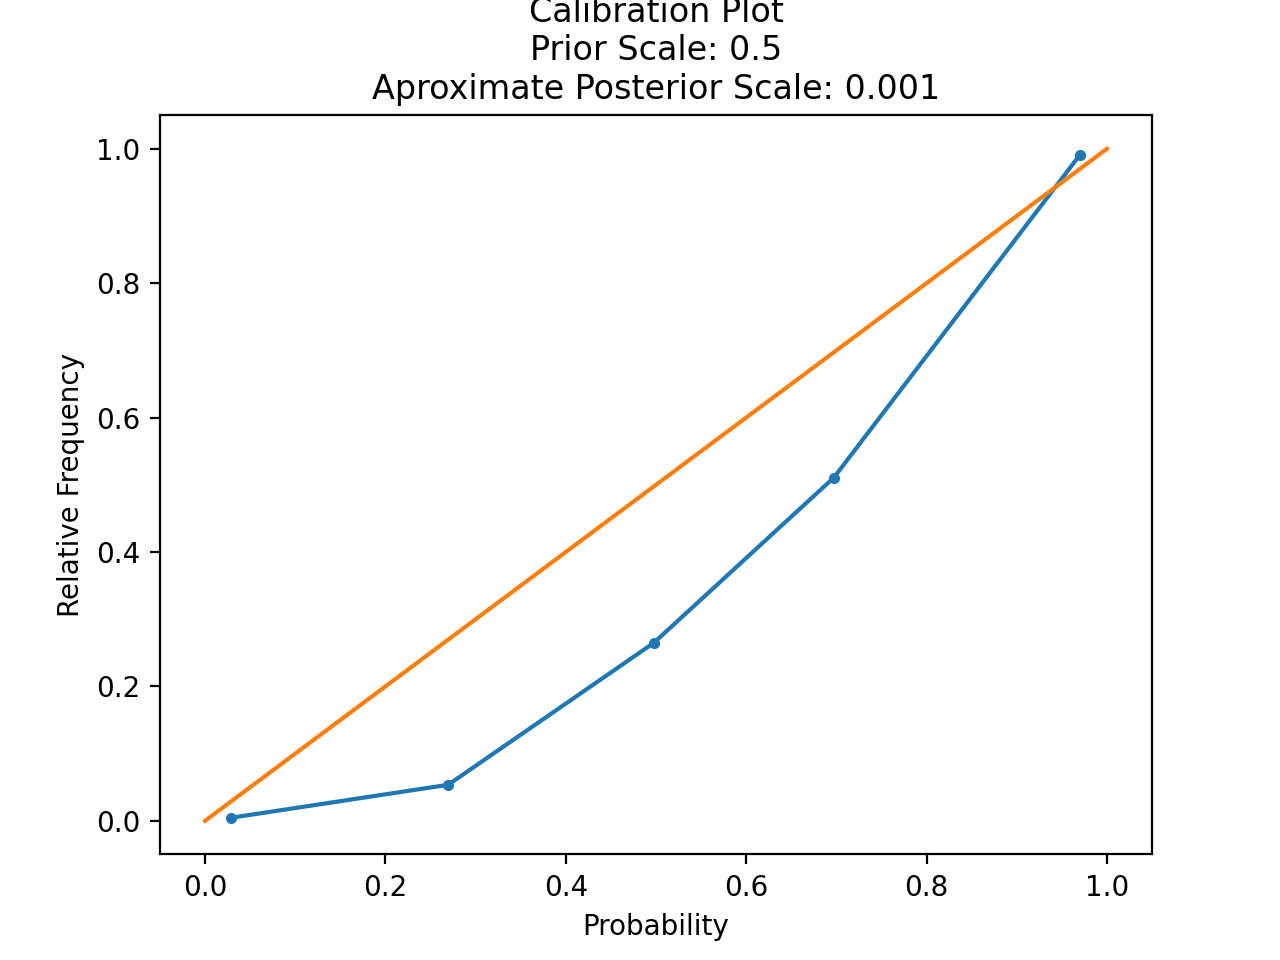 Calibration Plot
Prior Scale: 0.5
Aproximate Posterior Scale: 0.001
1.0
0.8
0.6
0.4
0.2
0.0
Relative Frequency
0.0 0.2 0.4 0.6 0.8 1.0
Probability